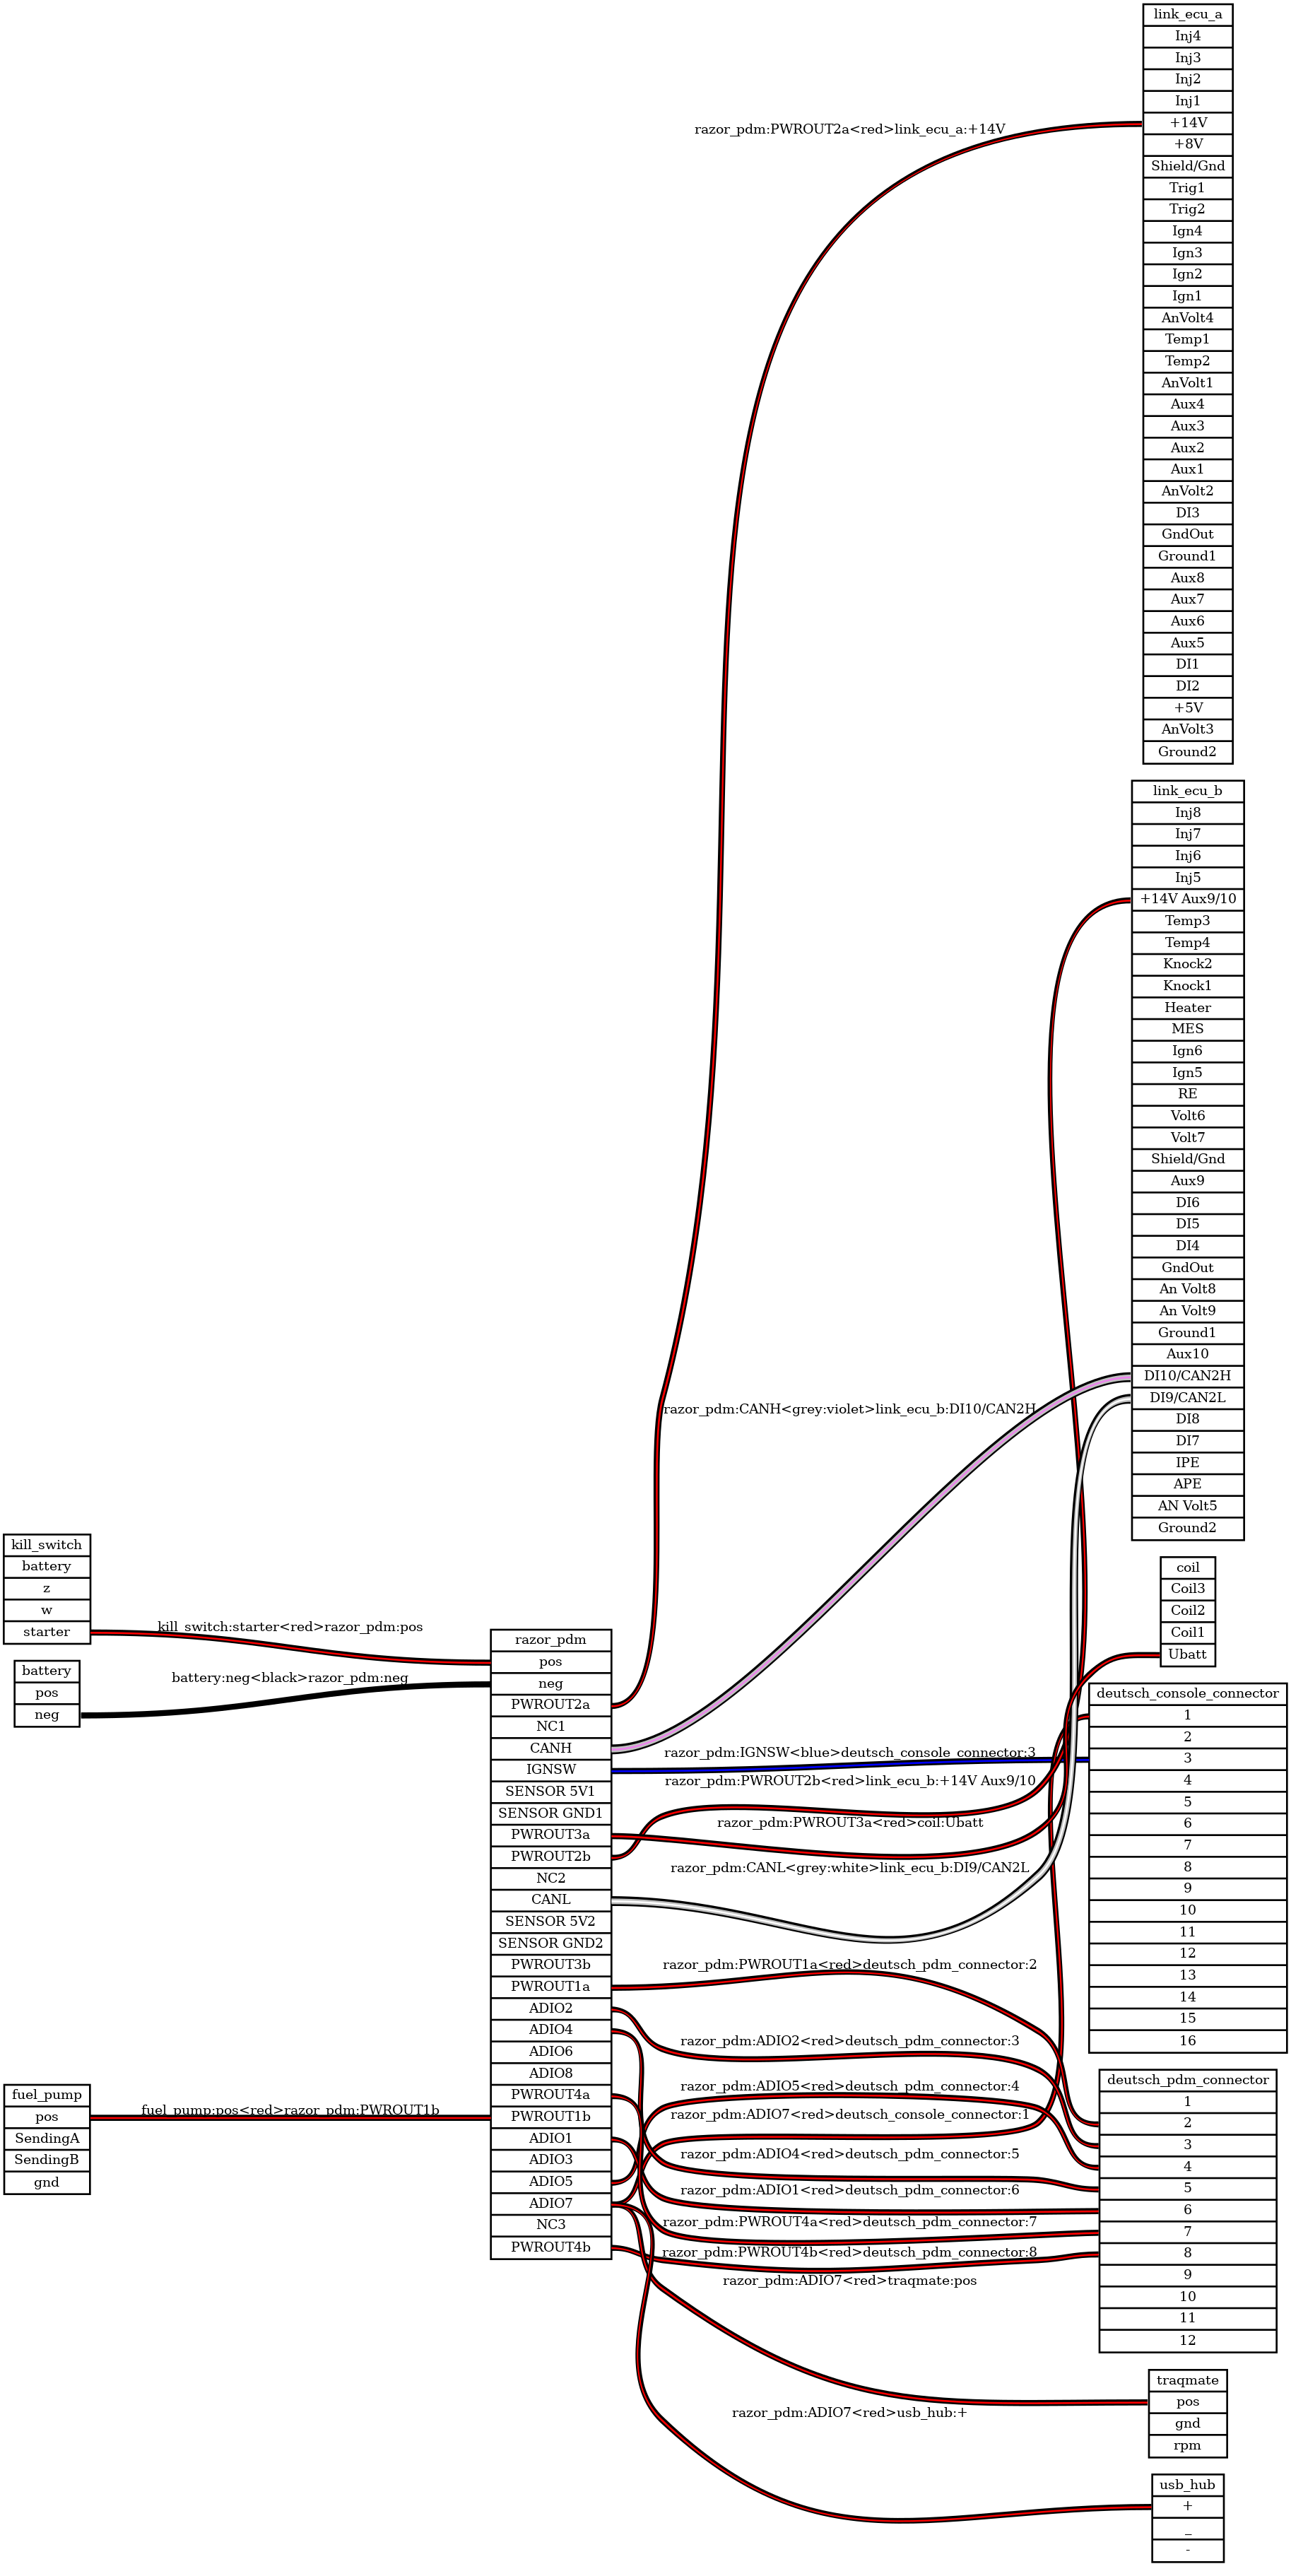 link_ecu_a
Inj4
Inj3
Inj2
Inj1
+14V
+8V
Shield/Gnd
Trig1
Trig2
Ign4
Ign3
Ign2
Ign1
AnVolt4
Temp1
Temp2
AnVolt1
Aux4
Aux3
Aux2
Aux1
AnVolt2
DI3
GndOut
Ground1
Aux8
Aux7
Aux6
Aux5
DI1
DI2
+5V
AnVolt3
Ground2
razor_pdm:PWROUT2a<red>link_ecu_a:+14V
link_ecu_b
Inj8
Inj7
Inj6
Inj5
+14V Aux9/10
Temp3
Temp4
Knock2
Knock1
Heater
MES
Ign6
Ign5
RE
Volt6
Volt7
Shield/Gnd
Aux9
DI6
DI5
DI4
GndOut
An Volt8
An Volt9
Ground1
Aux10
DI10/CAN2H
DI9/CAN2L
DI8
DI7
IPE
APE
AN Volt5
Ground2
razor_pdm:CANH<grey:violet>link_ecu_b:DI10/CAN2H
kill_switch
battery
z
w
starter
kill_switch:starter<red>razor_pdm:pos
battery
pos
neg
battery:neg<black>razor_pdm:neg
fuel_pump
pos
SendingA
SendingB
gnd
fuel_pump:pos<red>razor_pdm:PWROUT1b
razor_pdm
pos
neg
PWROUT2a
NC1
CANH
IGNSW
SENSOR 5V1
SENSOR GND1
PWROUT3a
PWROUT2b
NC2
CANL
SENSOR 5V2
SENSOR GND2
PWROUT3b
PWROUT1a
ADIO2
ADIO4
ADIO6
ADIO8
PWROUT4a
PWROUT1b
ADIO1
ADIO3
ADIO5
ADIO7
NC3
PWROUT4b
razor_pdm:IGNSW<blue>deutsch_console_connector:3
razor_pdm:PWROUT2b<red>link_ecu_b:+14V Aux9/10
razor_pdm:PWROUT3a<red>coil:Ubatt
razor_pdm:CANL<grey:white>link_ecu_b:DI9/CAN2L
razor_pdm:PWROUT1a<red>deutsch_pdm_connector:2
razor_pdm:ADIO2<red>deutsch_pdm_connector:3
razor_pdm:ADIO5<red>deutsch_pdm_connector:4
razor_pdm:ADIO7<red>deutsch_console_connector:1
razor_pdm:ADIO4<red>deutsch_pdm_connector:5
razor_pdm:ADIO1<red>deutsch_pdm_connector:6
razor_pdm:PWROUT4a<red>deutsch_pdm_connector:7
razor_pdm:PWROUT4b<red>deutsch_pdm_connector:8
razor_pdm:ADIO7<red>traqmate:pos
razor_pdm:ADIO7<red>usb_hub:+
coil
Coil3
Coil2
Coil1
Ubatt
deutsch_console_connector
1
2
3
4
5
6
7
8
9
10
11
12
13
14
15
16
deutsch_pdm_connector
1
2
3
4
5
6
7
8
9
10
11
12
traqmate
pos
gnd
rpm
usb_hub
+
_
-